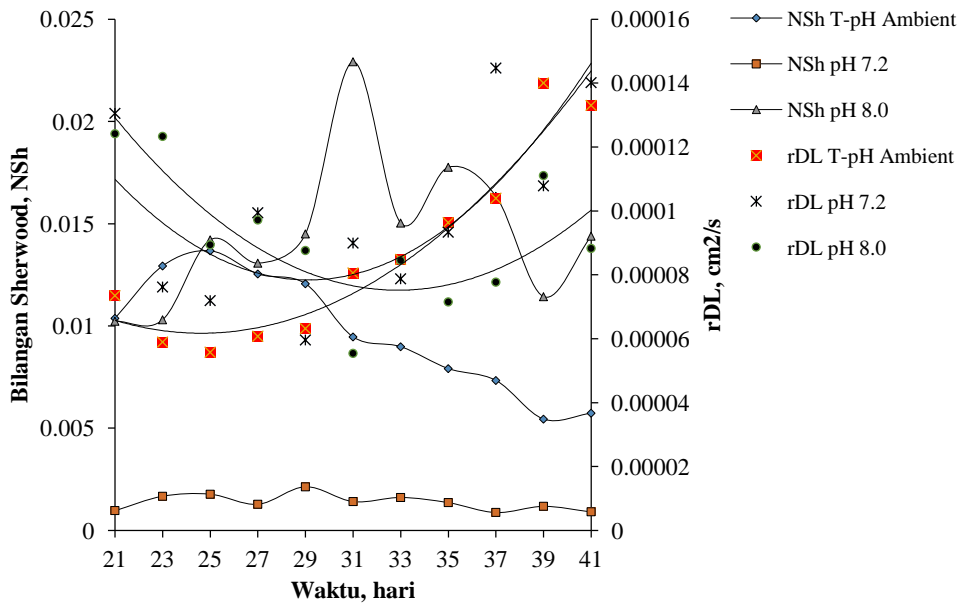 0.025
0.02
0.015
0.01
0.005
0
Bilangan Sherwood, NSh
21 23 25 27 29 31 33 35 37 39 41
Waktu, hari
0.00016
0.00014
0.00012
0.0001
0.00008
0.00006
0.00004
0.00002
0
rDL, cm2/s
NSh T-pH Ambient
NSh pH 7.2
NSh pH 8.0
rDL T-pH Ambient
rDL pH 7.2
rDL pH 8.0